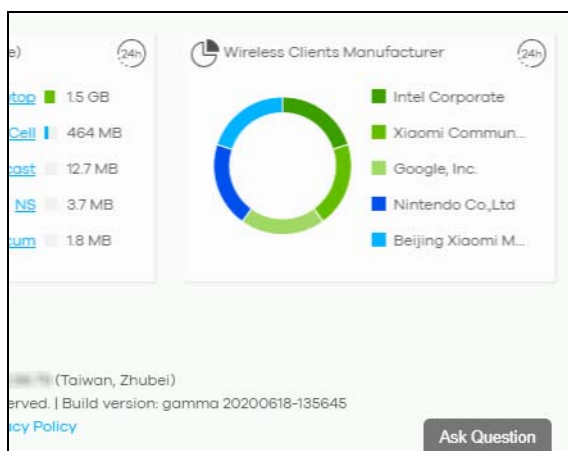 e) 24h
top 1.5 GB
Cell 464 MB
cast 12.7 MB
NS 3.7 MB
cum 1.8 MB
Wireless Clients Manufacturer 24h
Intel Corporate
Xiaomi Commun...
Google, Inc.
Nintendo Co.,Ltd
Beijing Xiaomi M...
(Taiwan, Zhubei)
erved. | Build version: gamma 20200618-135645
acy Policy
Ask Question